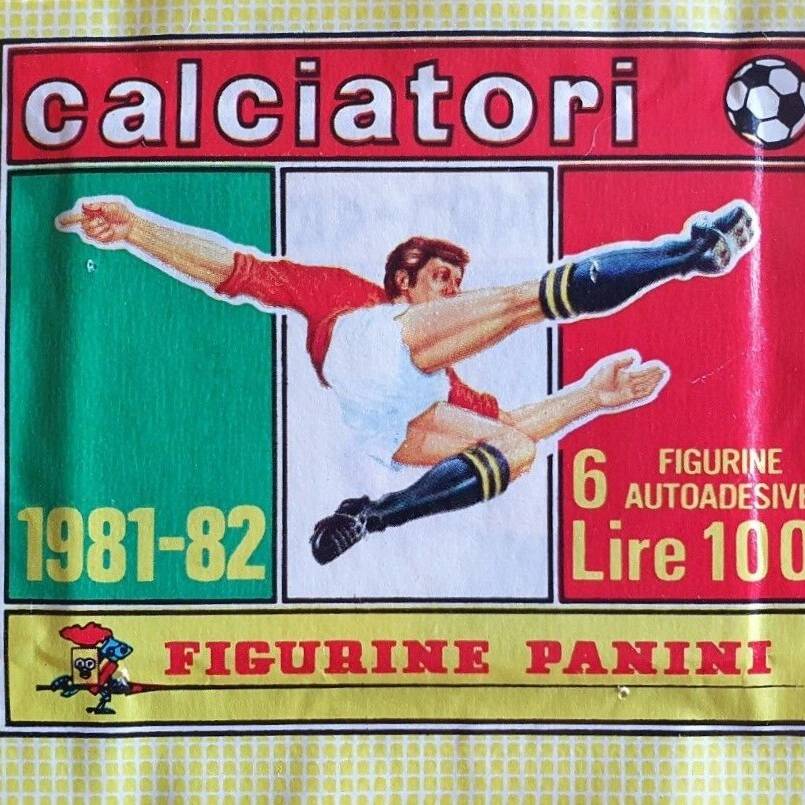 calciatori
1981-82
6 FIGURINE
AUTOADESIVE
Lire 100
FIGURINE PANINI